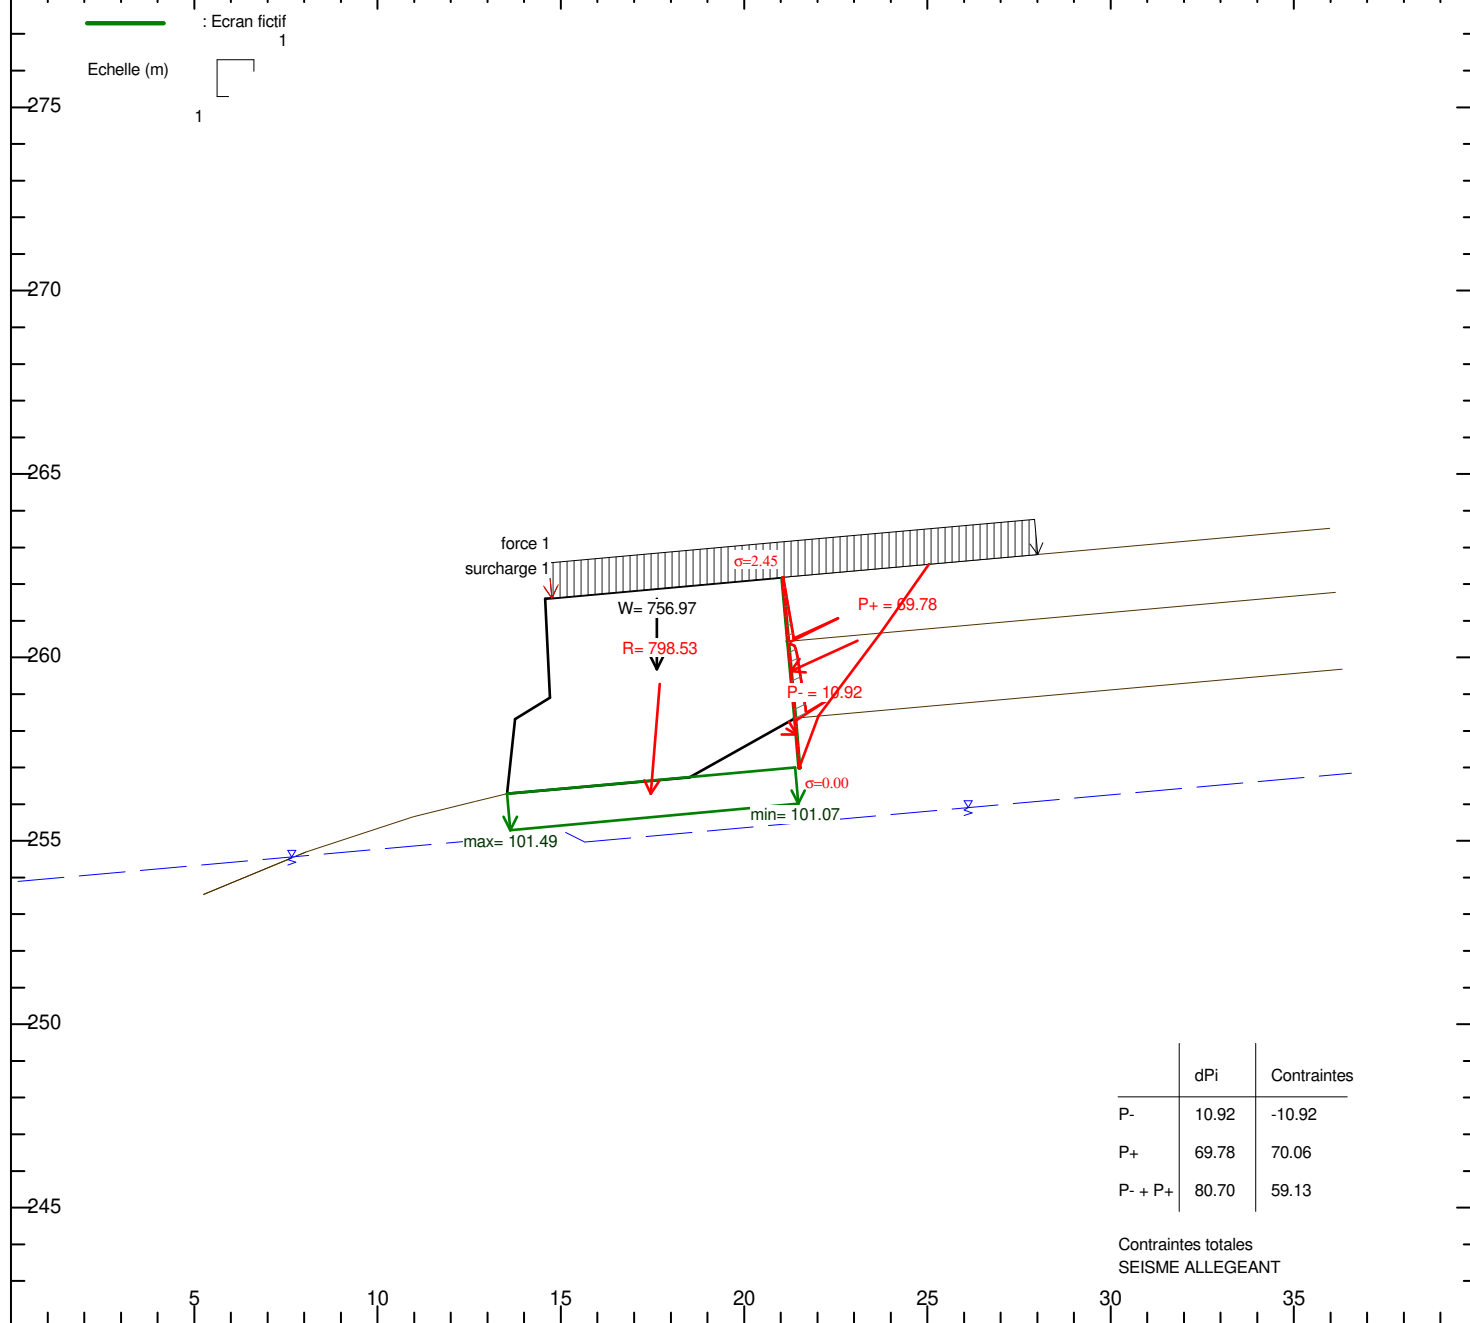 : Ecran fictif
1
Echelle (m)
1
275
270
265
260
255
250
245
force 1
surcharge 1
σ=2.45
W= 756.97
P+ = 69.78
R= 798.53
P- = 10.92
σ=0.00
min= 101.07
max= 101.49
dPi Contraintes
P- 10.92 -10.92
P+ 69.78 70.06
P- + P+ 80.70 59.13
Contraintes totales
SEISME ALLEGEANT
5 10 15 20 25 30 35